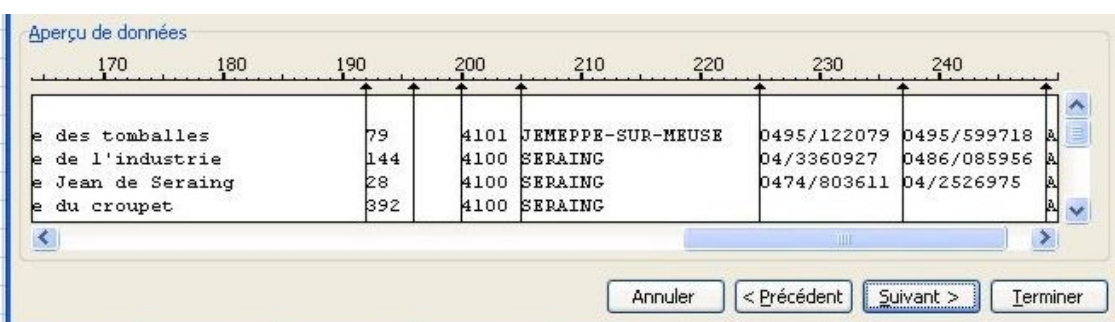 Aperçu de données
170 180 190 200 210 220 230 240
e des tomballes 79 4101 JEMEPPE-SUR-MEUSE 0495/122079 0495/599718 A
e de l'industrie 144 4100 SERAING 04/3360927 0486/085956 A
e Jean de Seraing 28 4100 SERAING 0474/803611 04/2526975 A
e du croupet 392 4100 SERAING A
Annuler < Précédent Suivant > Terminer